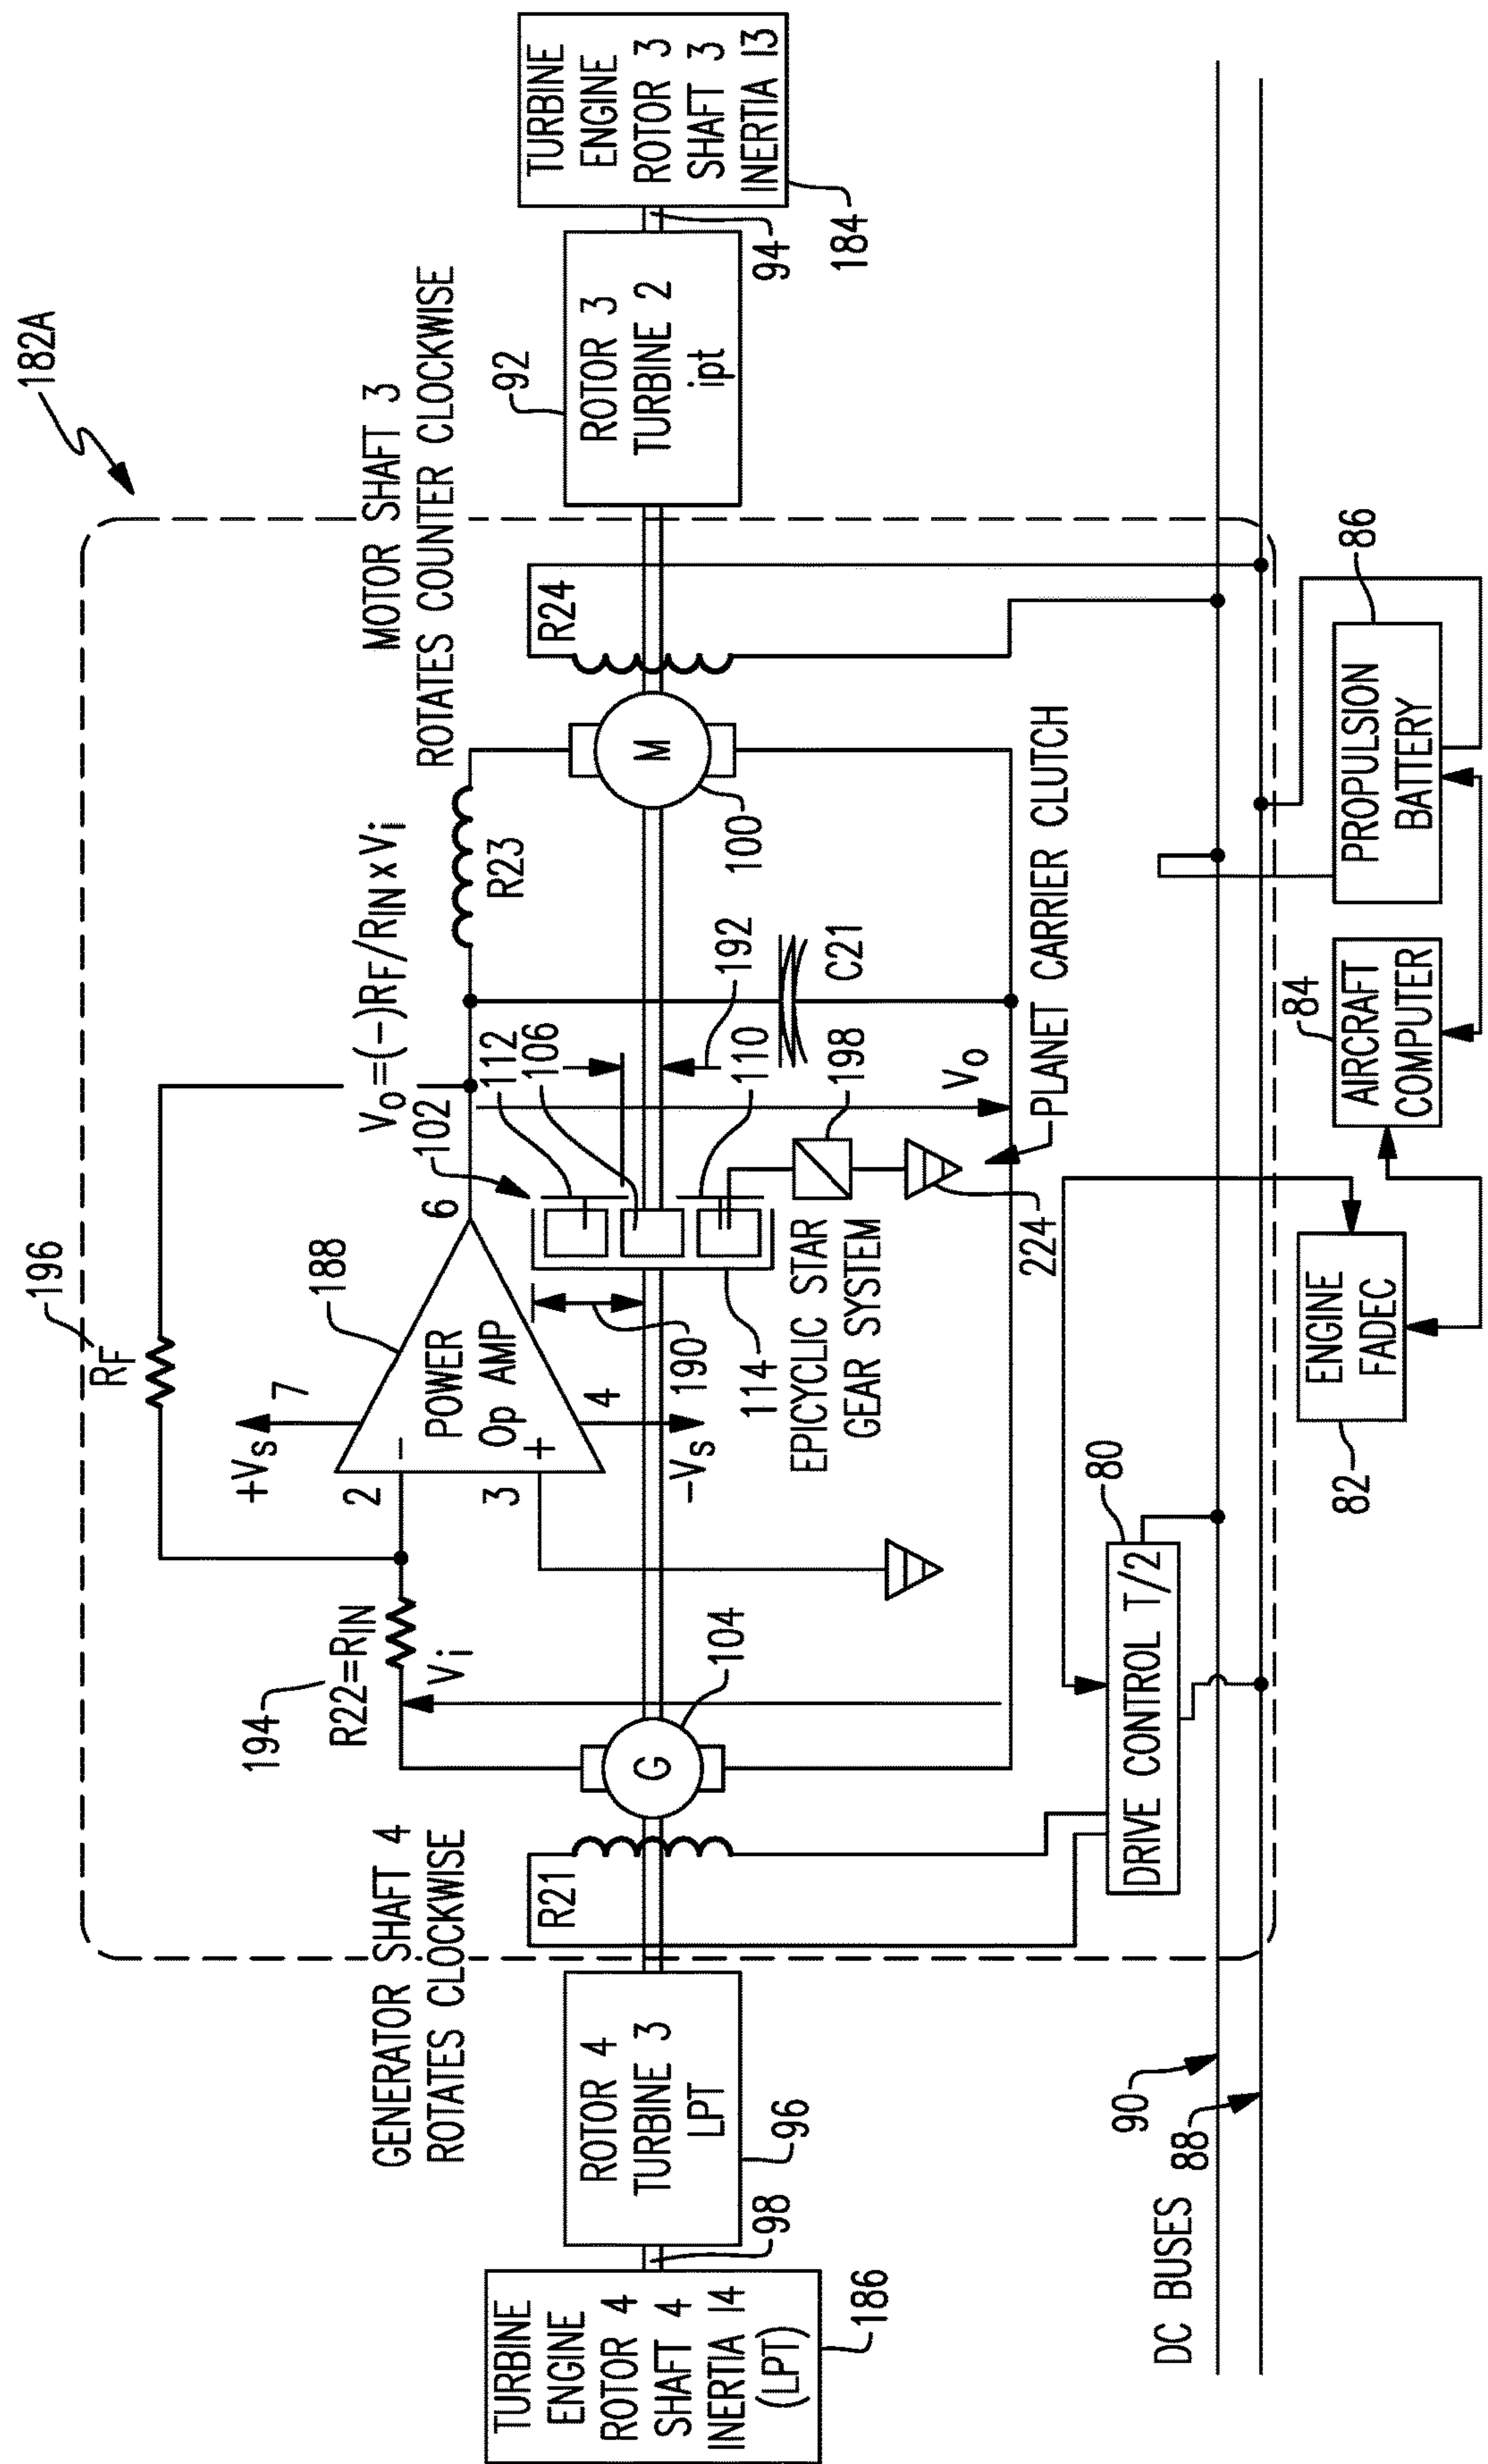 182A
196
RF
+Vs
7
188
6
102
Vo=(-)RF/RIN×Vi
MOTOR SHAFT 3
ROTATES COUNTER CLOCKWISE
194
R22=RIN
Vi
2
3
-
+
POWER
Op AMP
4
-Vs
112
106
R23
192
110
C21
198
Vo
190
114
EPICYCLIC STAR
GEAR SYSTEM
224
PLANET CARRIER CLUTCH
GENERATOR SHAFT 4
ROTATES CLOCKWISE
R21
G
104
M
100
R24
TURBINE
ENGINE
ROTOR 4
SHAFT 4
INERTIA I4
(LPT)
186
98
ROTOR 4
TURBINE 3
LPT
96
92
ROTOR 3
TURBINE 2
ipt
94
TURBINE
ENGINE
ROTOR 3
SHAFT 3
INERTIA I3
184
80
DRIVE CONTROL T/2
DC BUSES
90
88
82
ENGINE
FADEC
84
AIRCRAFT
COMPUTER
PROPULSION
BATTERY
86